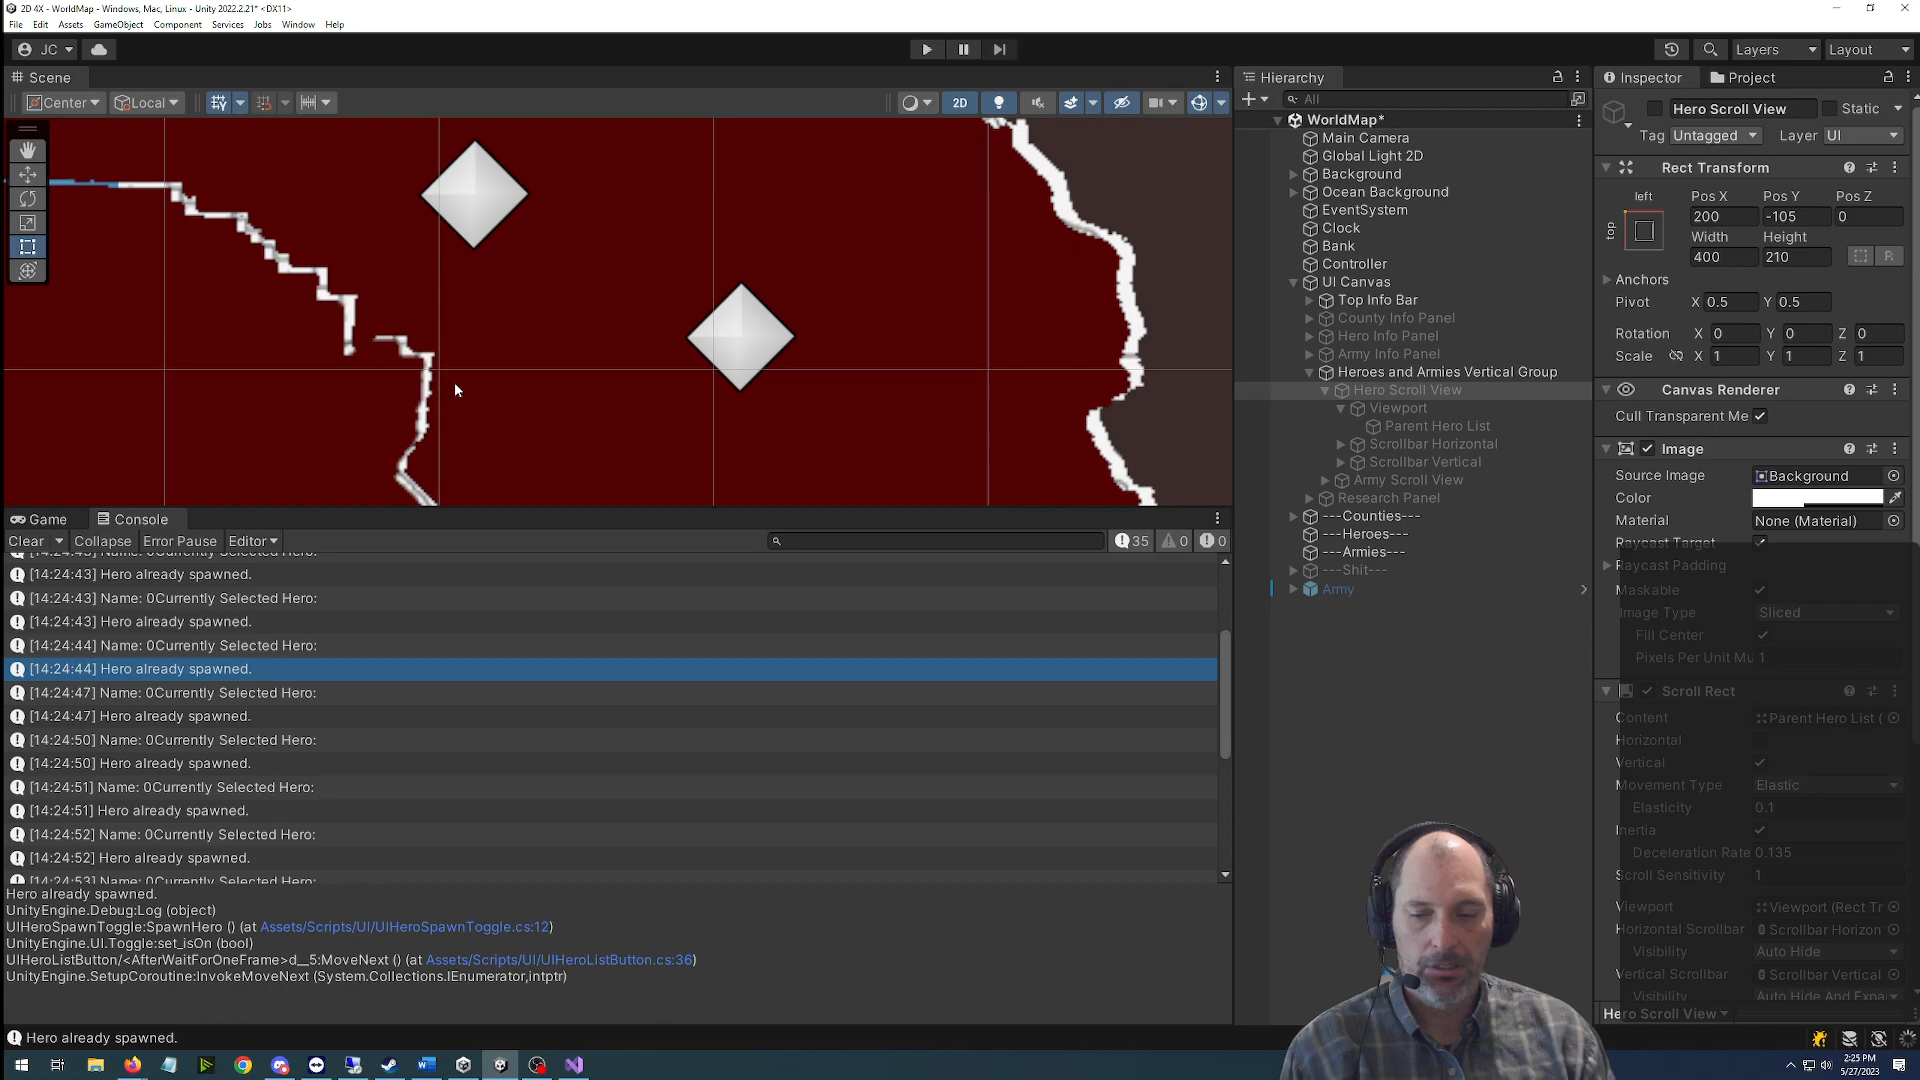 2D 4X - WorldMap - Windows, Mac, Linux - Unity 2022.2.21* <DX11>
File Edit Assets GameObject Component Services Jobs Window Help
JC Layers Layout
Scene
Center Local 2D
Hierarchy
All
WorldMap*
Main Camera
Global Light 2D
Background
Ocean Background
EventSystem
Clock
Bank
Controller
UI Canvas
Top Info Bar
County Info Panel
Hero Info Panel
Army Info Panel
Heroes and Armies Vertical Group
Hero Scroll View
Viewport
Parent Hero List
Scrollbar Horizontal
Scrollbar Vertical
Army Scroll View
Research Panel
---Counties---
---Heroes---
---Armies---
---Shit---
Army
Inspector Project
Hero Scroll View Static
Tag Untagged Layer UI
Rect Transform
left Pos X Pos Y Pos Z
top 200 -105 0
Width Height
400 210 R
Anchors
Pivot X 0.5 Y 0.5
Rotation X 0 Y 0 Z 0
Scale X 1 Y 1 Z 1
Canvas Renderer
Cull Transparent Me
Image
Source Image Background
Color
Material None (Material)
Raycast Target
Raycast Padding
Maskable
Image Type Sliced
Fill Center
Pixels Per Unit Mu 1
Scroll Rect
Content Parent Hero List (
Horizontal
Vertical
Movement Type Elastic
Elasticity 0.1
Inertia
Deceleration Rate 0.135
Scroll Sensitivity 1
Viewport Viewport (Rect Tr
Horizontal Scrollbar Scrollbar Horizon
Visibility Auto Hide
Vertical Scrollbar Scrollbar Vertical
Visibility Auto Hide And Expa
Hero Scroll View
Game Console
Clear Collapse Error Pause Editor 35 0 0
[14:24:43] Name: 0Currently Selected Hero:
[14:24:43] Hero already spawned.
[14:24:43] Name: 0Currently Selected Hero:
[14:24:43] Hero already spawned.
[14:24:44] Name: 0Currently Selected Hero:
[14:24:44] Hero already spawned.
[14:24:47] Name: 0Currently Selected Hero:
[14:24:47] Hero already spawned.
[14:24:50] Name: 0Currently Selected Hero:
[14:24:50] Hero already spawned.
[14:24:51] Name: 0Currently Selected Hero:
[14:24:51] Hero already spawned.
[14:24:52] Name: 0Currently Selected Hero:
[14:24:52] Hero already spawned.
[14:24:53] Name: 0Currently Selected Hero:
Hero already spawned.
UnityEngine.Debug:Log (object)
UIHeroSpawnToggle:SpawnHero () (at Assets/Scripts/UI/UIHeroSpawnToggle.cs:12)
UnityEngine.UI.Toggle:set_isOn (bool)
UIHeroListButton/<AfterWaitForOneFrame>d__5:MoveNext () (at Assets/Scripts/UI/UIHeroListButton.cs:36)
UnityEngine.SetupCoroutine:InvokeMoveNext (System.Collections.IEnumerator,intptr)
Hero already spawned.
2:25 PM
5/27/2023